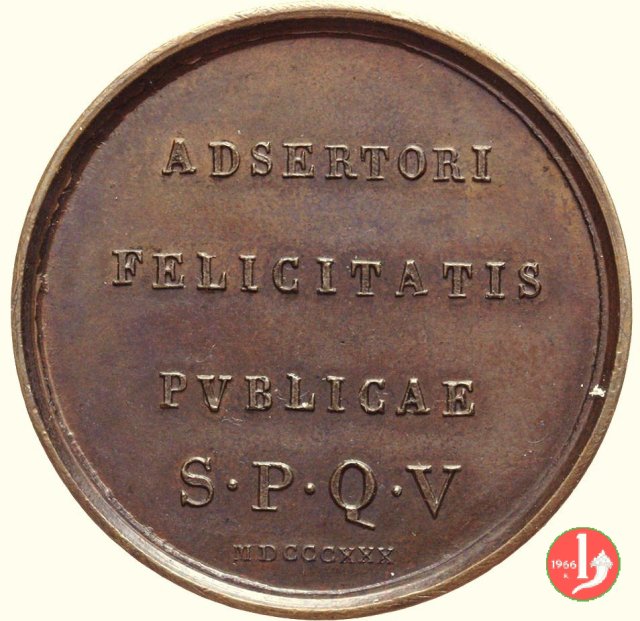 ADSERTORI
FELICITATIS
PVBLICAE
S·P·Q·V
MDCCCXXX
1966